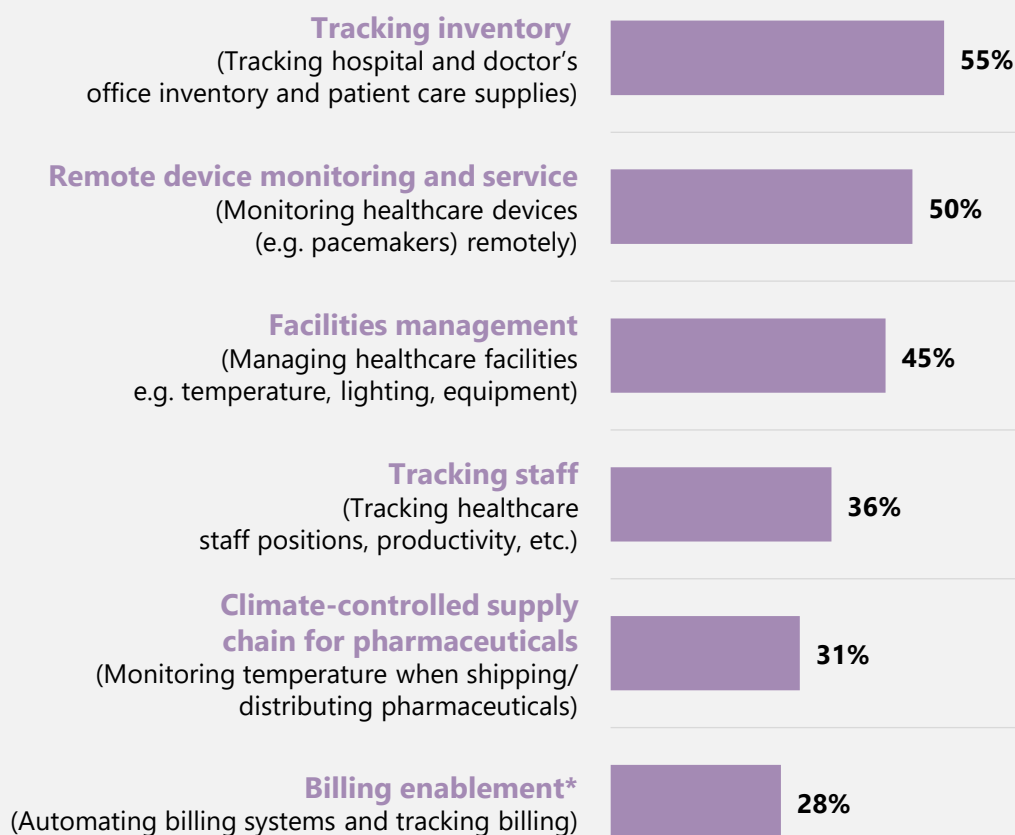 Tracking inventory
(Tracking hospital and doctor’s
office inventory and patient care supplies)
55%
Remote device monitoring and service
(Monitoring healthcare devices
(e.g. pacemakers) remotely)
50%
Facilities management
(Managing healthcare facilities
e.g. temperature, lighting, equipment)
45%
Tracking staff
(Tracking healthcare
staff positions, productivity, etc.)
36%
Climate-controlled supply
chain for pharmaceuticals
(Monitoring temperature when shipping/
distributing pharmaceuticals)
31%
Billing enablement*
(Automating billing systems and tracking billing)
28%